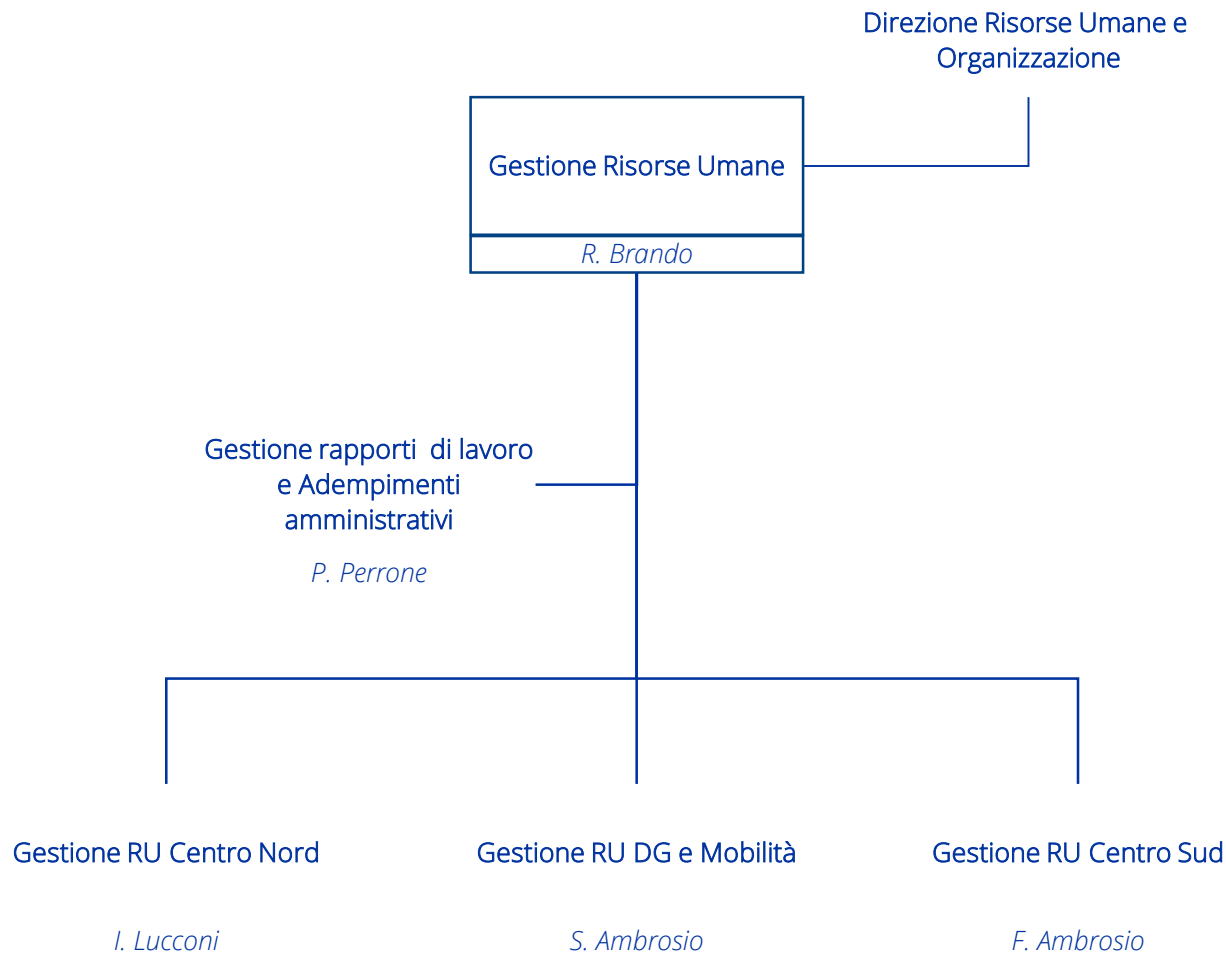 Direzione Risorse Umane e
Organizzazione
Gestione Risorse Umane
R. Brando
Gestione rapporti  di lavoro
e Adempimenti
amministrativi
P. Perrone
Gestione RU Centro Nord
Gestione RU DG e Mobilità
Gestione RU Centro Sud
I. Lucconi
S. Ambrosio
F. Ambrosio